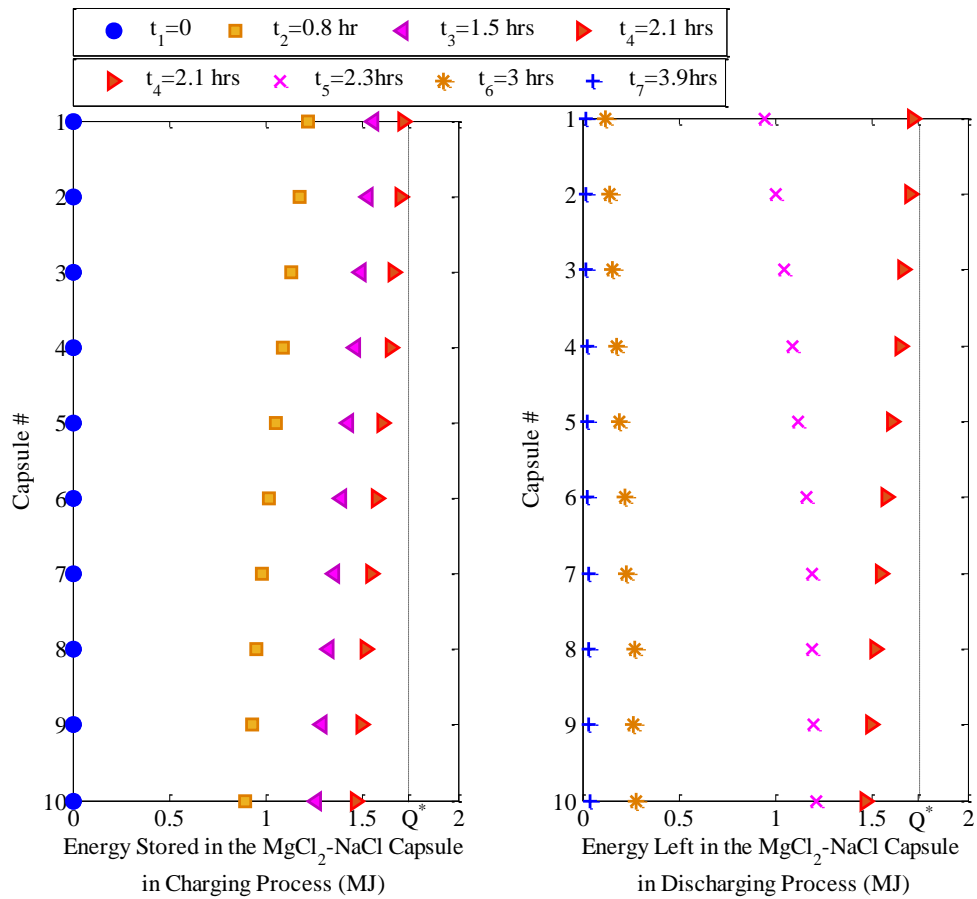 t₁=0 t₂=0.8 hr t₃=1.5 hrs t₄=2.1 hrs
t₄=2.1 hrs t₅=2.3hrs t₆=3 hrs t₇=3.9hrs
Capsule #
1
2
3
4
5
6
7
8
9
10
0 0.5 1 Q* 2
Energy Stored in the MgCl₂-NaCl Capsule
in Charging Process (MJ)
Capsule #
1
2
3
4
5
6
7
8
9
10
0 0.5 1 1.5 Q* 2
Energy Left in the MgCl₂-NaCl Capsule
in Discharging Process (MJ)